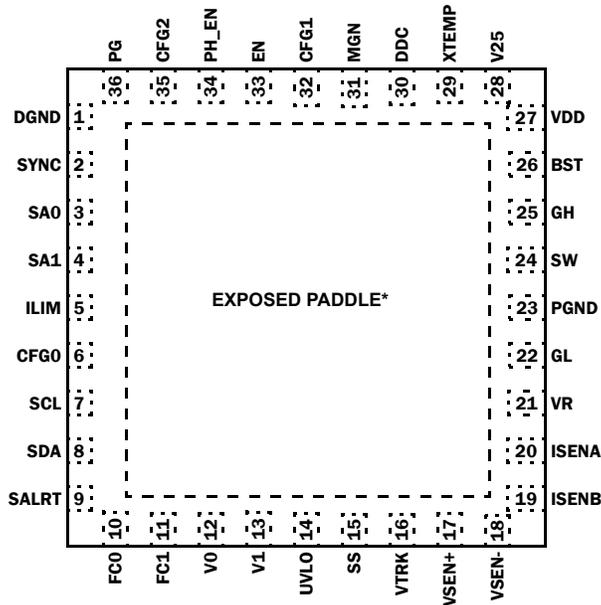 PG CFG2 PH_EN EN CFG1 MGN DDC XTEMP V25
36 35 34 33 32 31 30 29 28
DGND 1
SYNC 2
SA0 3
SA1 4
ILIM 5
CFG0 6
SCL 7
SDA 8
SALRT 9
EXPOSED PADDLE*
27 VDD
26 BST
25 GH
24 SW
23 PGND
22 GL
21 VR
20 ISENA
19 ISENB
10 11 12 13 14 15 16 17 18
FC0 FC1 V0 V1 UVLO SS VTRK VSEN+ VSEN-